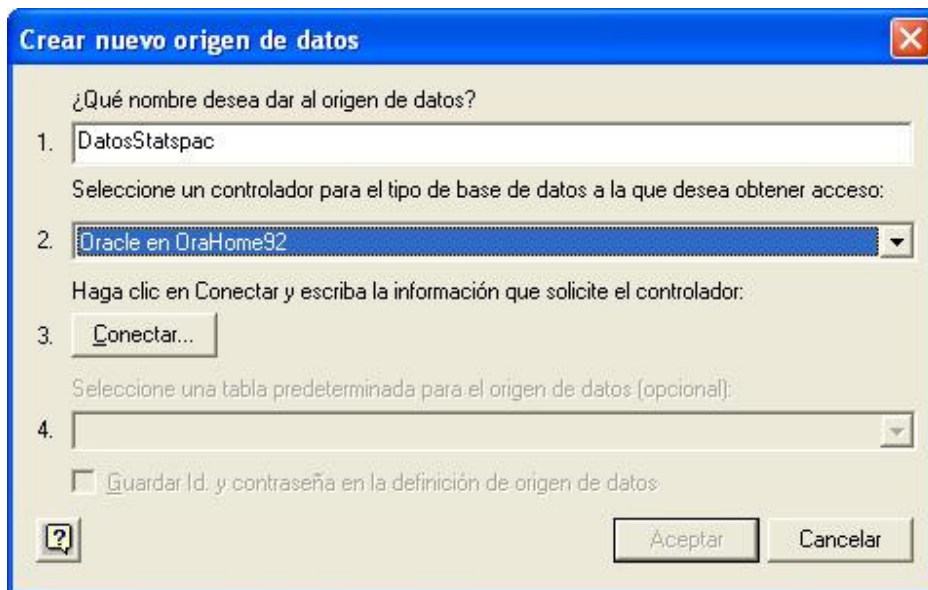 Crear nuevo origen de datos
¿Qué nombre desea dar al origen de datos?
1. DatosStatspac
Seleccione un controlador para el tipo de base de datos a la que desea obtener acceso:
2. Oracle en OraHome92
Haga clic en Conectar y escriba la información que solicite el controlador:
3. Conectar...
Seleccione una tabla predeterminada para el origen de datos (opcional):
4.
Guardar Id. y contraseña en la definición de origen de datos
? Aceptar Cancelar